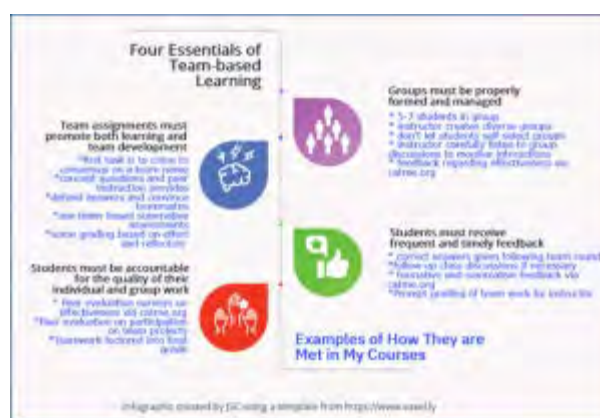 Four Essentials of
Team-based
Learning
Groups must be properly
formed and managed
* 5-7 students in group
* instructor creates diverse groups
* don't let students self select groups
* instructor carefully listen to group
discussions to monitor interactions
* feedback regarding effectiveness via
catme.org
Team assignments must
promote both learning and
team development
*first task is to come to
consensus on a team name
*concept questions and peer
instruction provides
*defend answers and convince
teammates
*use team based summative
assessments
*some grading based on effort
and reflection
Students must receive
frequent and timely feedback
* correct answers given following team round
*follow up class discussions if necessary
* formative and summative feedback via
catme.org
*Prompt grading of team work by instructor
Students must be accountable
for the quality of their
individual and group work
* Peer evaluation surveys on
effectiveness via catme.org
*Peer evaluation on participation
on team projects
*Teamwork factored into final
grade
Examples of How They are
Met in My Courses
Infographic created by JSC using a template from https://www.easel.ly